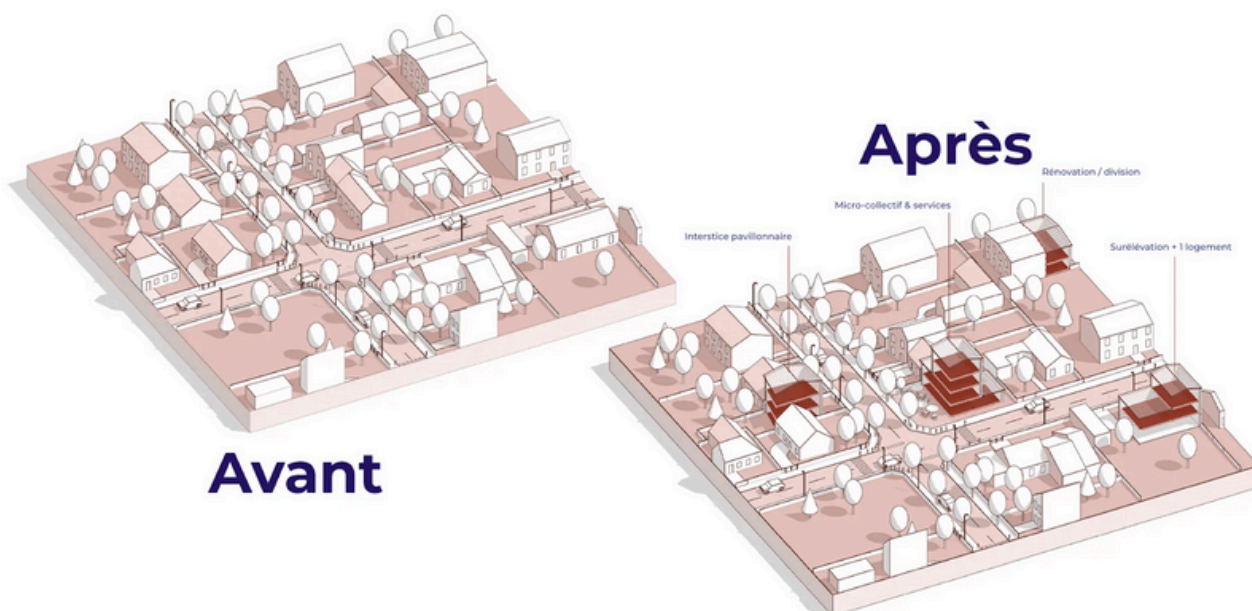 Avant
Après
Rénovation / division
Micro-collectif & services
Interstice pavillonnaire
Surélévation + 1 logement